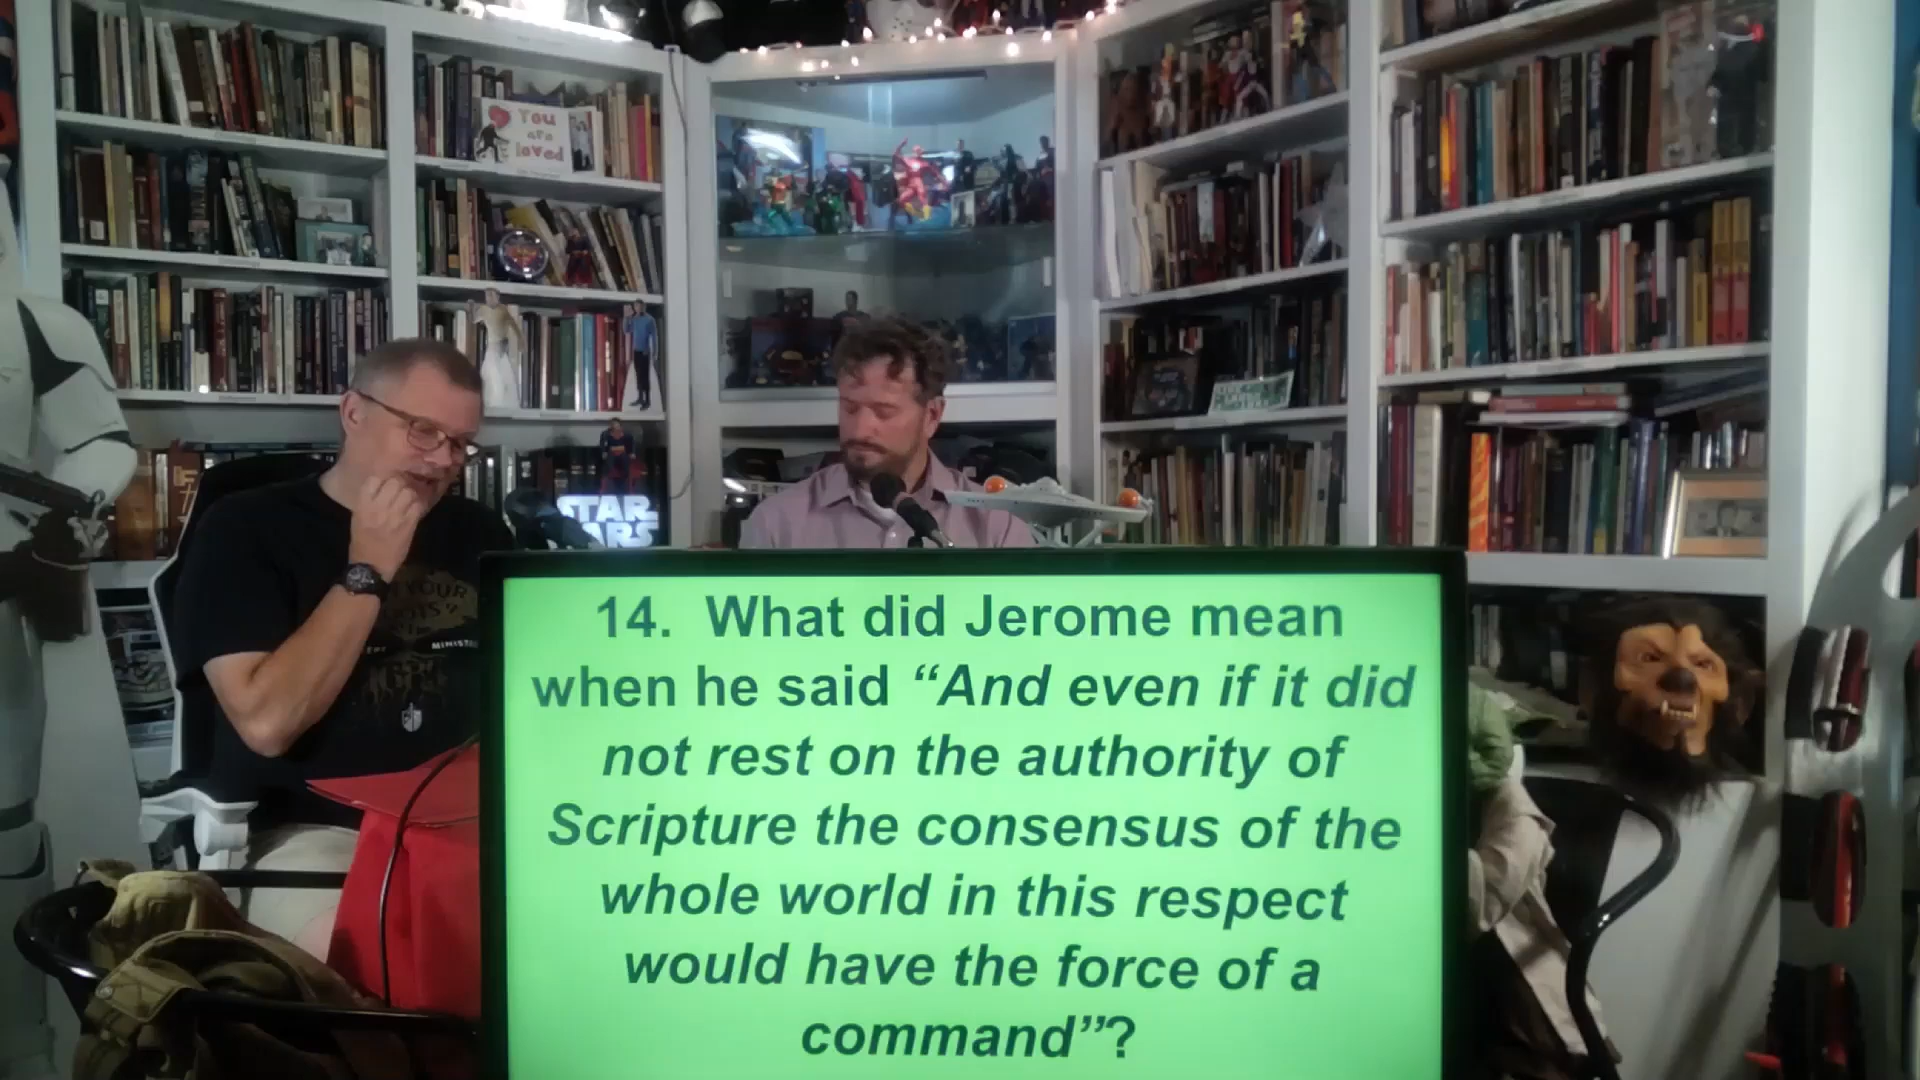 You
are
loved
STAR
WARS
YOUR
MINIST
14. What did Jerome mean
when he said “And even if it did
not rest on the authority of
Scripture the consensus of the
whole world in this respect
would have the force of a
command”?